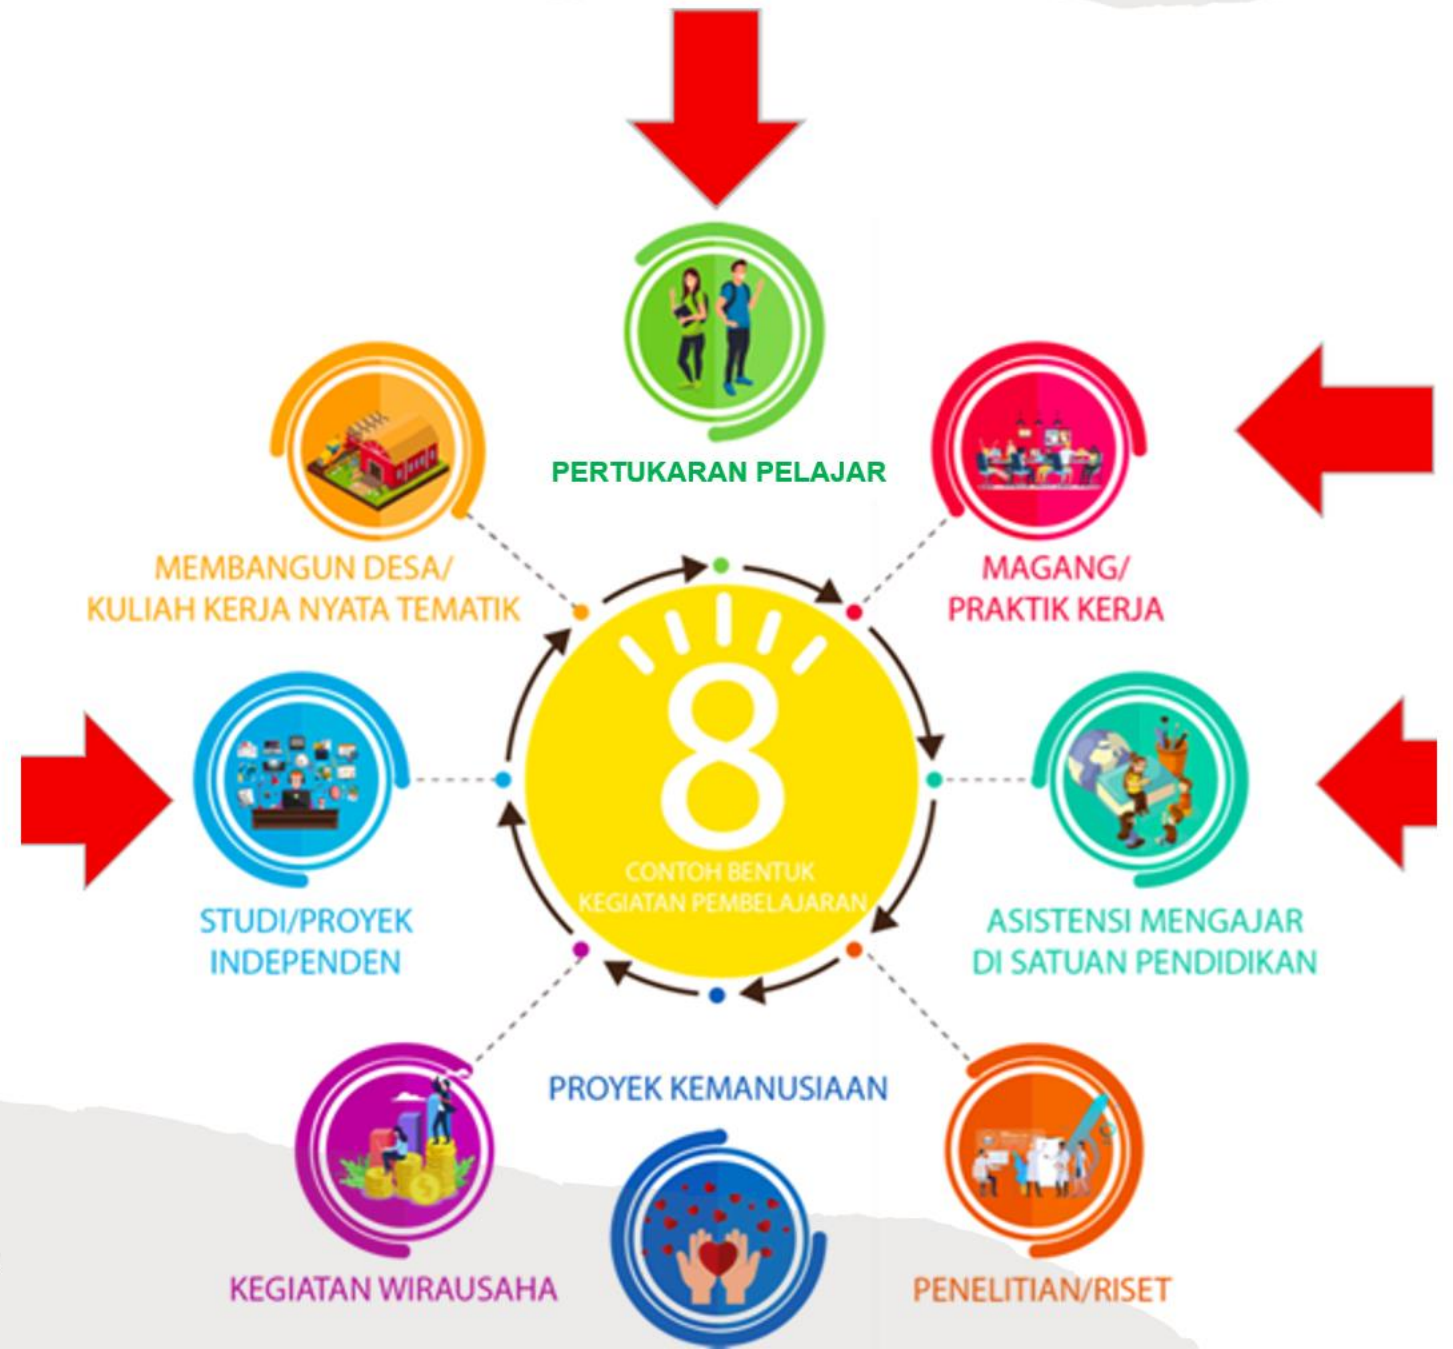 PERTUKARAN PELAJAR
MAGANG/
PRAKTIK KERJA
ASISTENSI MENGAJAR
DI SATUAN PENDIDIKAN
PENELITIAN/RISET
PROYEK KEMANUSIAAN
KEGIATAN WIRAUSAHA
STUDI/PROYEK
INDEPENDEN
MEMBANGUN DESA/
KULIAH KERJA NYATA TEMATIK
8
CONTOH BENTUK
KEGIATAN PEMBELAJARAN